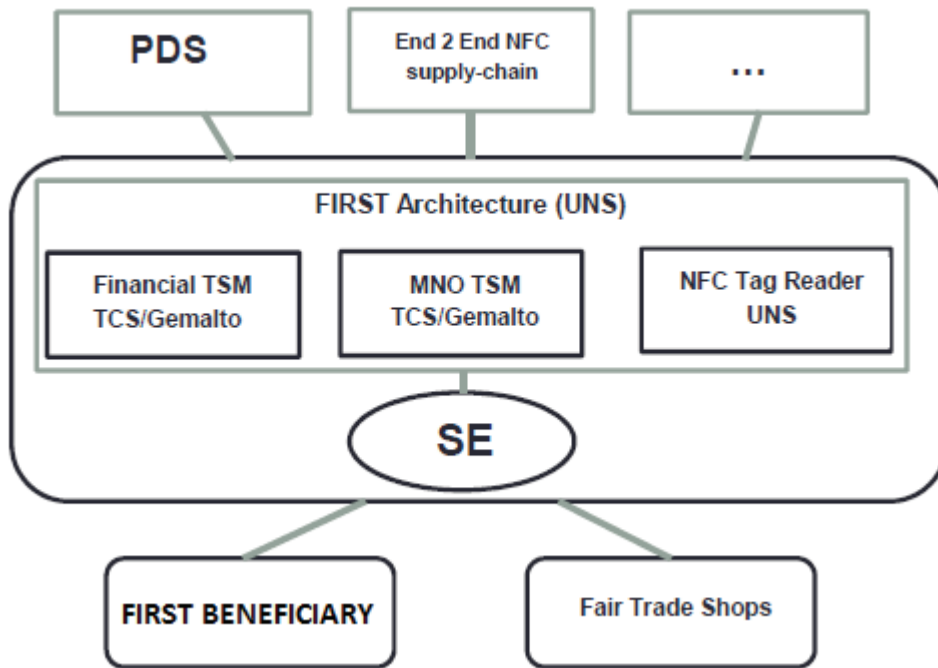 PDS
End 2 End NFC
supply-chain
...
FIRST Architecture (UNS)
Financial TSM
TCS/Gemalto
MNO TSM
TCS/Gemalto
NFC Tag Reader
UNS
SE
FIRST BENEFICIARY
Fair Trade Shops